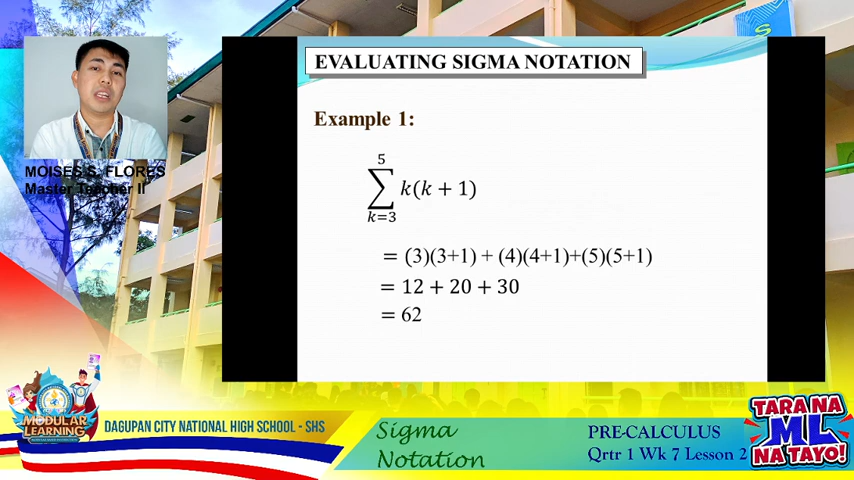 EVALUATING SIGMA NOTATION
Example 1:
5
∑ k(k + 1)
k=3
= (3)(3+1) + (4)(4+1)+(5)(5+1)
= 12 + 20 + 30
= 62
MOISES S. FLORES
Master Teacher II
MODULAR
LEARNING
DAGUPAN CITY NATIONAL HIGH SCHOOL - SHS
Sigma
Notation
PRE-CALCULUS
Qrtr 1 Wk 7 Lesson 2
TARA NA
ML
NA TAYO!